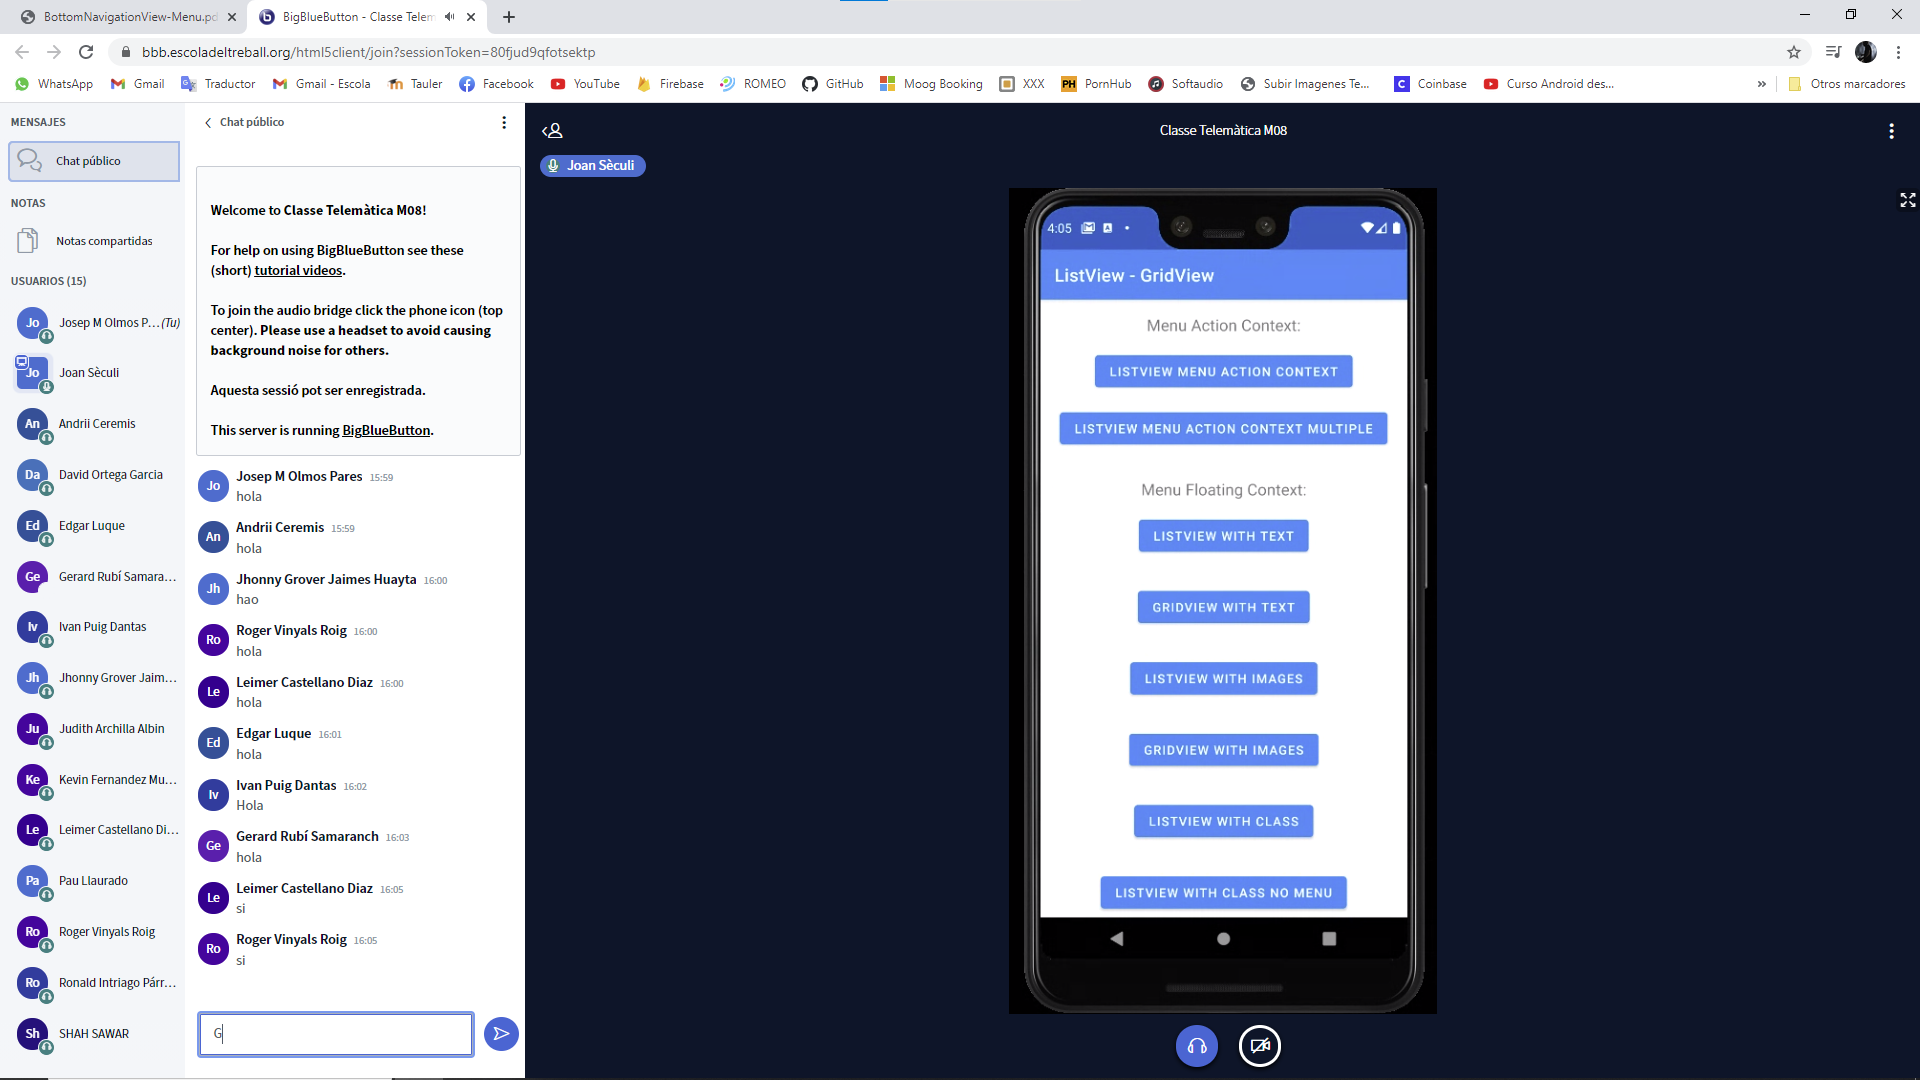 BottomNavigationView-Menu.pd
BigBlueButton - Classe Telem
bbb.escoladeltreball.org/html5client/join?sessionToken=80fjud9qfotsektp
WhatsApp
Gmail
Traductor
Gmail - Escola
Tauler
Facebook
YouTube
Firebase
ROMEO
GitHub
Moog Booking
XXX
PornHub
Softaudio
Subir Imagenes Te...
Coinbase
Curso Android des...
»
Otros marcadores
MENSAJES
Chat público
NOTAS
Notas compartidas
USUARIOS (15)
Jo Josep M Olmos P... (Tu)
Jo Joan Sèculi
An Andrii Ceremis
Da David Ortega Garcia
Ed Edgar Luque
Ge Gerard Rubí Samara...
Iv Ivan Puig Dantas
Jh Jhonny Grover Jaim...
Ju Judith Archilla Albin
Ke Kevin Fernandez Mu...
Le Leimer Castellano Di...
Pa Pau Llaurado
Ro Roger Vinyals Roig
Ro Ronald Intriago Párr...
Sh SHAH SAWAR
Chat público
Welcome to Classe Telemàtica M08!
For help on using BigBlueButton see these
(short) tutorial videos.
To join the audio bridge click the phone icon (top
center). Please use a headset to avoid causing
background noise for others.
Aquesta sessió pot ser enregistrada.
This server is running BigBlueButton.
Jo Josep M Olmos Pares 15:59
hola
An Andrii Ceremis 15:59
hola
Jh Jhonny Grover Jaimes Huayta 16:00
hao
Ro Roger Vinyals Roig 16:00
hola
Le Leimer Castellano Diaz 16:00
hola
Ed Edgar Luque 16:01
hola
Iv Ivan Puig Dantas 16:02
Hola
Ge Gerard Rubí Samaranch 16:03
hola
Le Leimer Castellano Diaz 16:05
si
Ro Roger Vinyals Roig 16:05
si
G
Classe Telemàtica M08
Joan Sèculi
4:05
ListView - GridView
Menu Action Context:
LISTVIEW MENU ACTION CONTEXT
LISTVIEW MENU ACTION CONTEXT MULTIPLE
Menu Floating Context:
LISTVIEW WITH TEXT
GRIDVIEW WITH TEXT
LISTVIEW WITH IMAGES
GRIDVIEW WITH IMAGES
LISTVIEW WITH CLASS
LISTVIEW WITH CLASS NO MENU